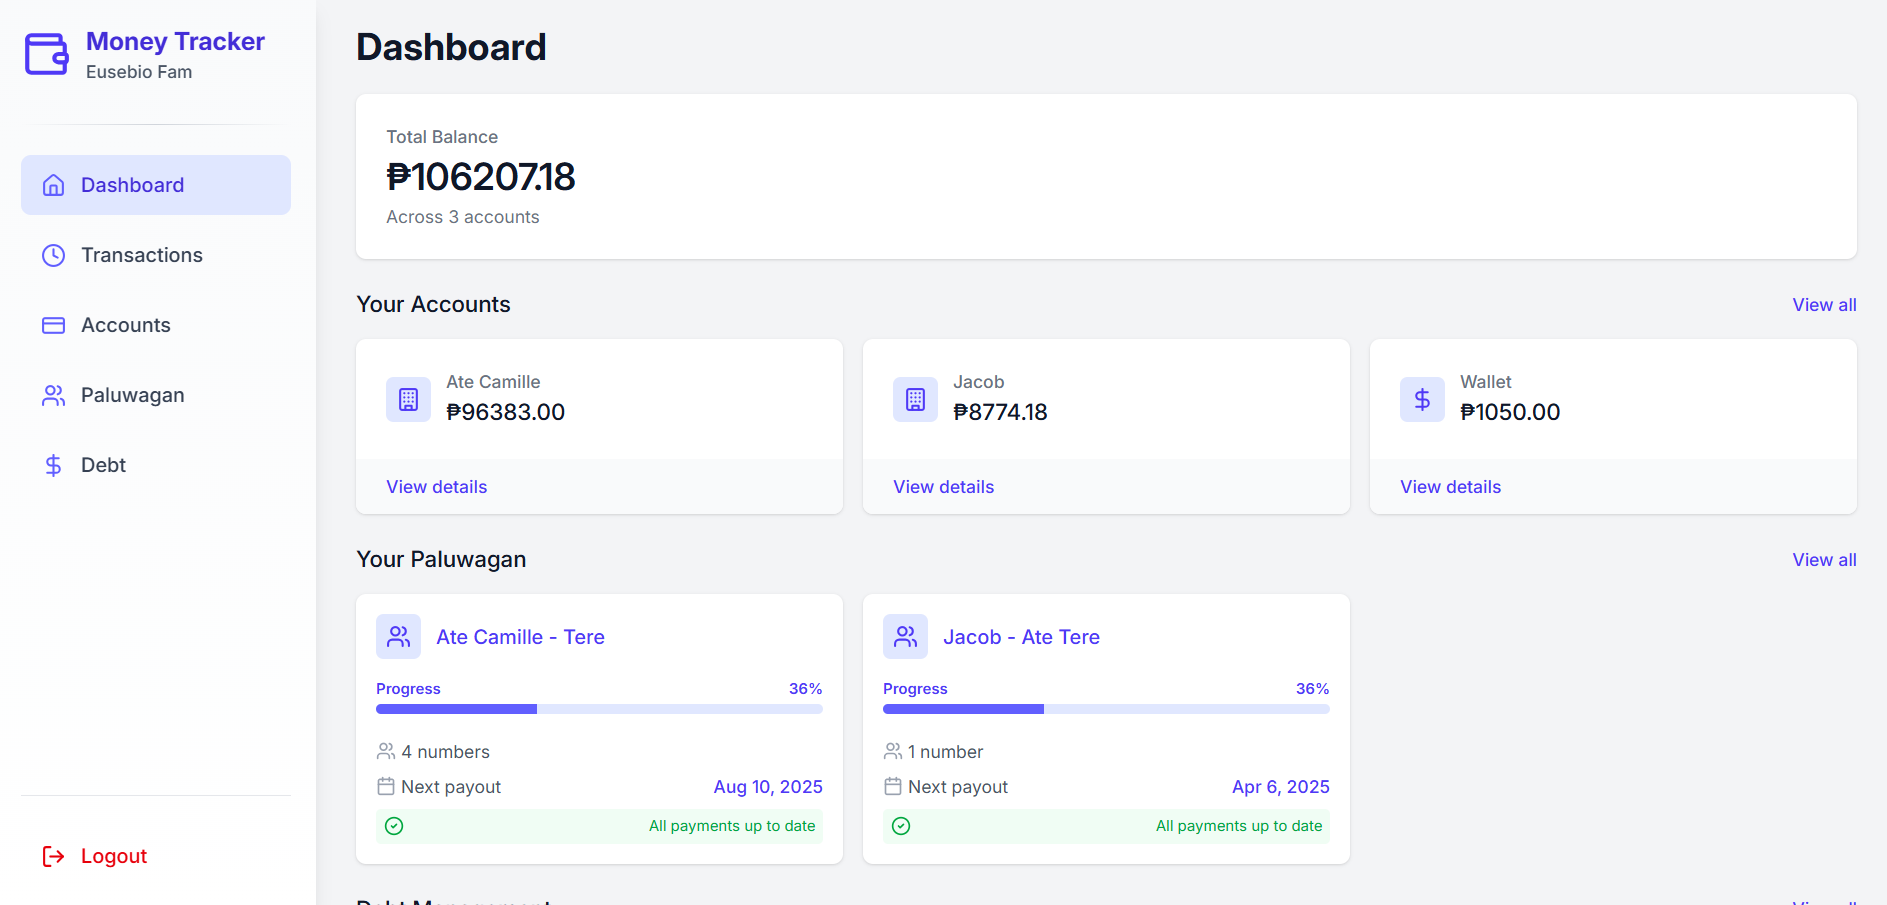 Money Tracker
Eusebio Fam
Dashboard
Transactions
Accounts
Paluwagan
Debt
Logout
Dashboard
Total Balance
₱106207.18
Across 3 accounts
Your Accounts
View all
Ate Camille
₱96383.00
View details
Jacob
₱8774.18
View details
Wallet
₱1050.00
View details
Your Paluwagan
View all
Ate Camille - Tere
Progress 36%
4 numbers
Next payout Aug 10, 2025
All payments up to date
Jacob - Ate Tere
Progress 36%
1 number
Next payout Apr 6, 2025
All payments up to date